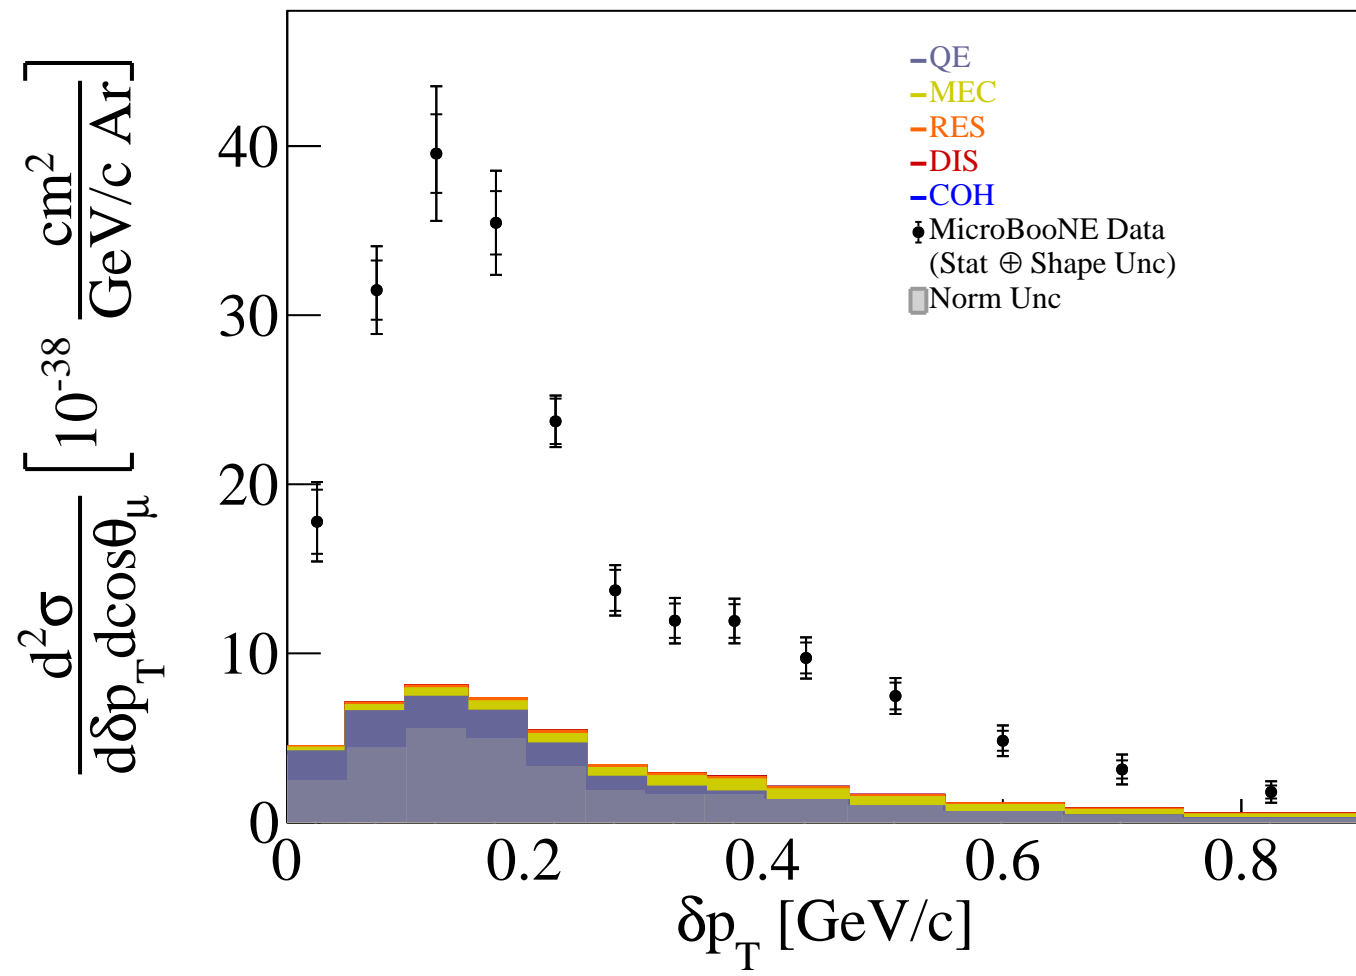 d²σ / dδp_T dcosθ_μ [10⁻³⁸ cm² / GeV/c Ar]
40
30
20
10
0
QE
MEC
RES
DIS
COH
MicroBooNE Data
(Stat ⊕ Shape Unc)
Norm Unc
0 0.2 0.4 0.6 0.8
δp_T [GeV/c]